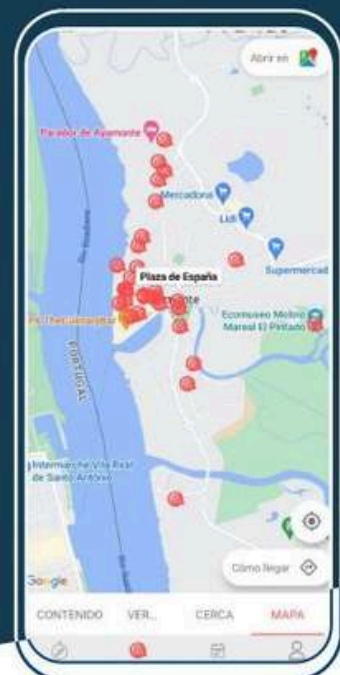 Abrir en
Parador de Ayamonte
Mercadona
Lidl
Supermercad
Plaza de España
Ecomuseo Molino
Mareal El Pintado
PORTUGAL
Intermarché Vila Real
de Santo António
Cómo llegar
Google
CONTENIDO VER... CERCA MAPA